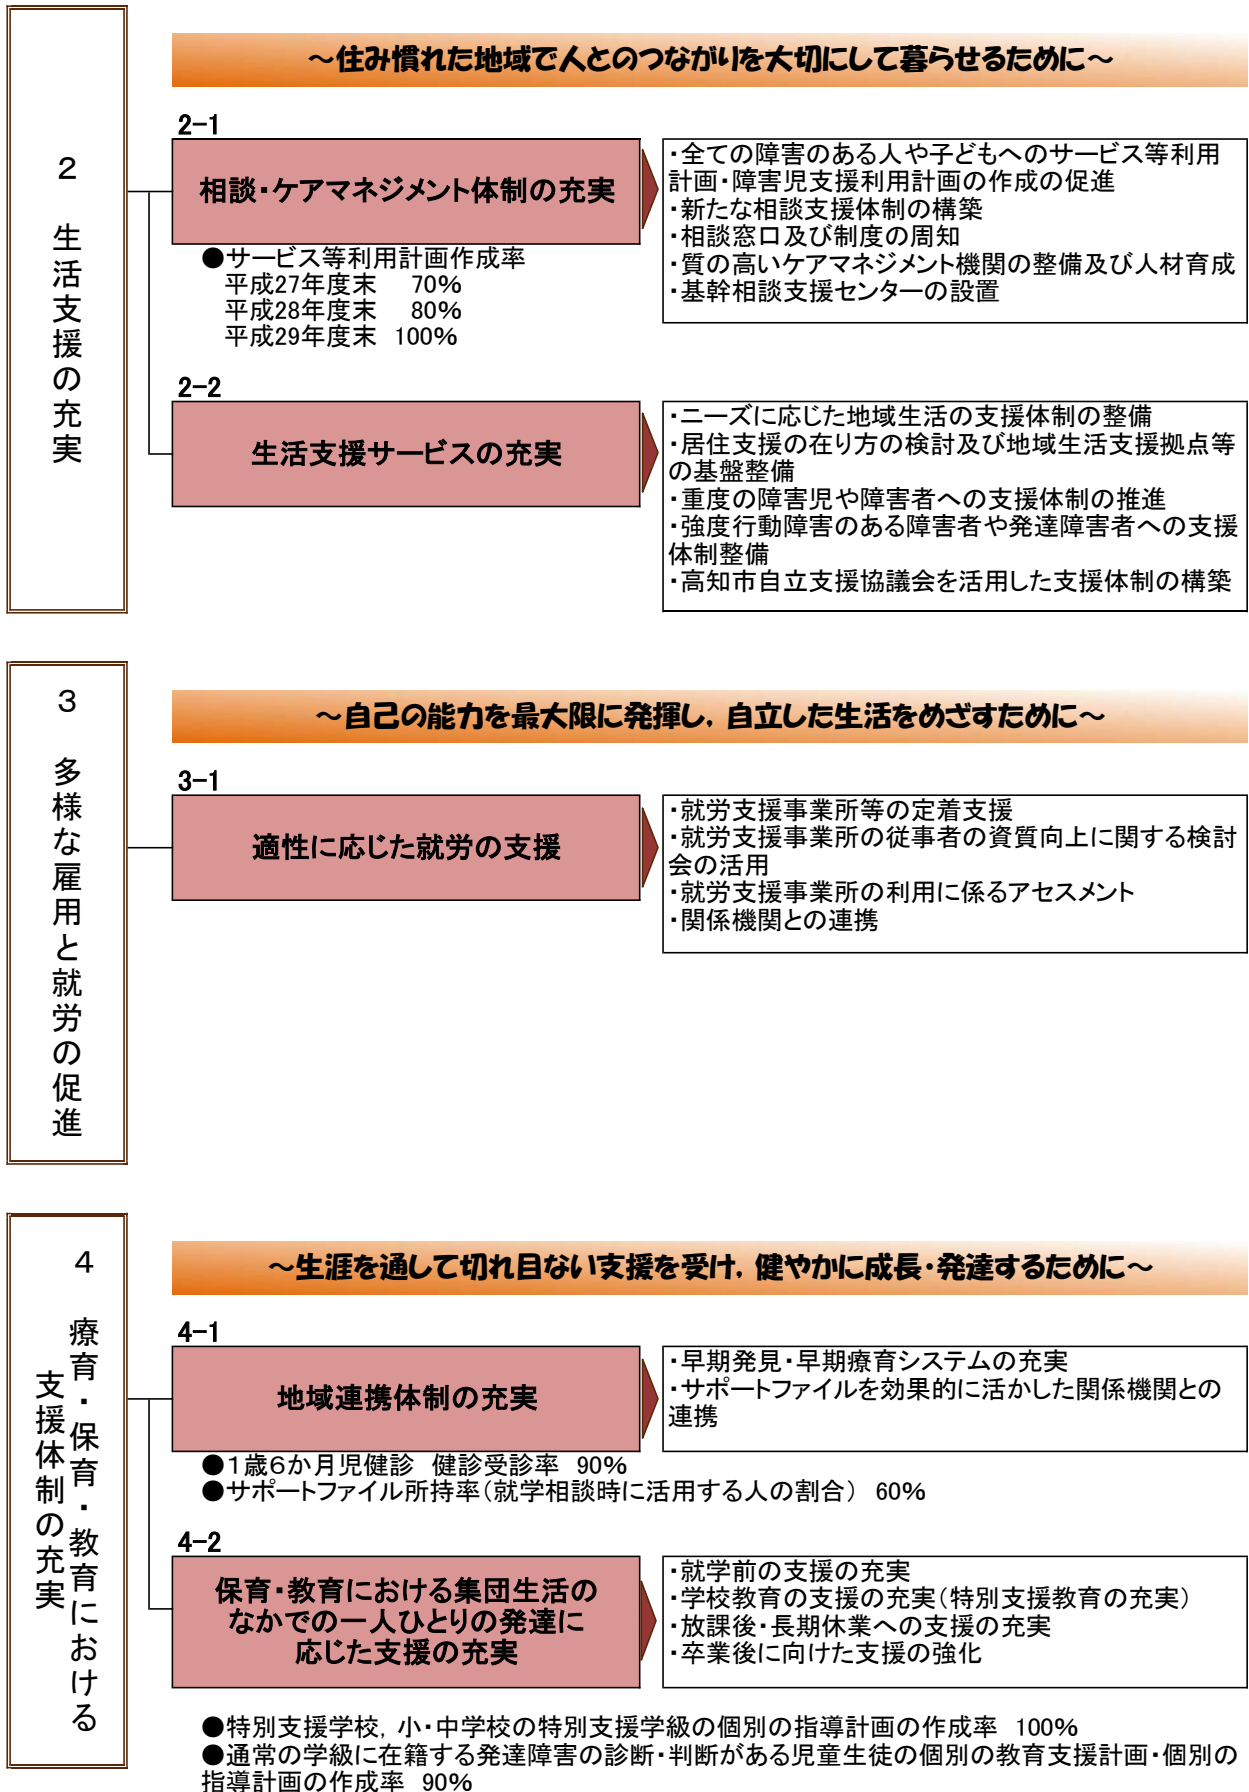 2　生活支援の充実
～住み慣れた地域で人とのつながりを大切にして暮らせるために～
2-1
相談・ケアマネジメント体制の充実
・全ての障害のある人や子どもへのサービス等利用
計画・障害児支援利用計画の作成の促進
・新たな相談支援体制の構築
・相談窓口及び制度の周知
・質の高いケアマネジメント機関の整備及び人材育成
・基幹相談支援センターの設置
●サービス等利用計画作成率
平成27年度末　70%
平成28年度末　80%
平成29年度末　100%
2-2
生活支援サービスの充実
・ニーズに応じた地域生活の支援体制の整備
・居住支援の在り方の検討及び地域生活支援拠点等
の基盤整備
・重度の障害児や障害者への支援体制の推進
・強度行動障害のある障害者や発達障害者への支援
体制整備
・高知市自立支援協議会を活用した支援体制の構築
3　多様な雇用と就労の促進
～自己の能力を最大限に発揮し，自立した生活をめざすために～
3-1
適性に応じた就労の支援
・就労支援事業所等の定着支援
・就労支援事業所の従事者の資質向上に関する検討
会の活用
・就労支援事業所の利用に係るアセスメント
・関係機関との連携
4　療育・保育・教育における
支援体制の充実
～生涯を通して切れ目ない支援を受け，健やかに成長・発達するために～
4-1
地域連携体制の充実
・早期発見・早期療育システムの充実
・サポートファイルを効果的に活かした関係機関との
連携
●1歳6か月児健診　健診受診率　90%
●サポートファイル所持率（就学相談時に活用する人の割合）　60%
4-2
保育・教育における集団生活の
なかでの一人ひとりの発達に
応じた支援の充実
・就学前の支援の充実
・学校教育の支援の充実（特別支援教育の充実）
・放課後・長期休業への支援の充実
・卒業後に向けた支援の強化
●特別支援学校，小・中学校の特別支援学級の個別の指導計画の作成率　100%
●通常の学級に在籍する発達障害の診断・判断がある児童生徒の個別の教育支援計画・個別の
指導計画の作成率　90%